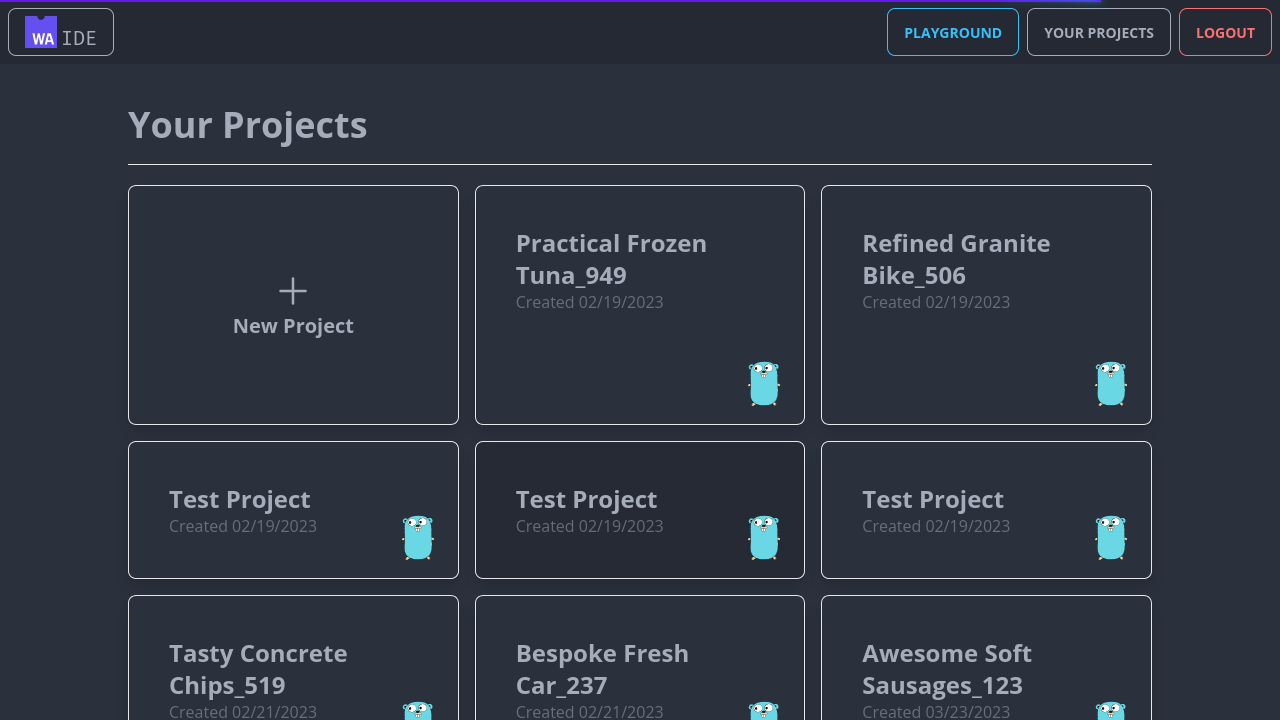 WA IDE
PLAYGROUND
YOUR PROJECTS
LOGOUT
Your Projects
New Project
Practical Frozen
Tuna_949
Created 02/19/2023
Refined Granite
Bike_506
Created 02/19/2023
Test Project
Created 02/19/2023
Test Project
Created 02/19/2023
Test Project
Created 02/19/2023
Tasty Concrete
Chips_519
Created 02/21/2023
Bespoke Fresh
Car_237
Created 02/21/2023
Awesome Soft
Sausages_123
Created 03/23/2023